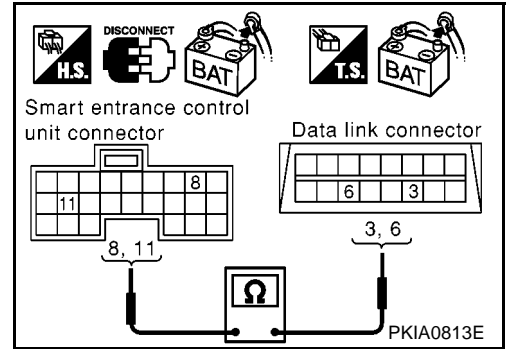 DISCONNECT
H.S.
BAT
T.S.
BAT
Smart entrance control
unit connector
Data link connector
8
11
6 3
8, 11
3, 6
Ω
PKIA0813E